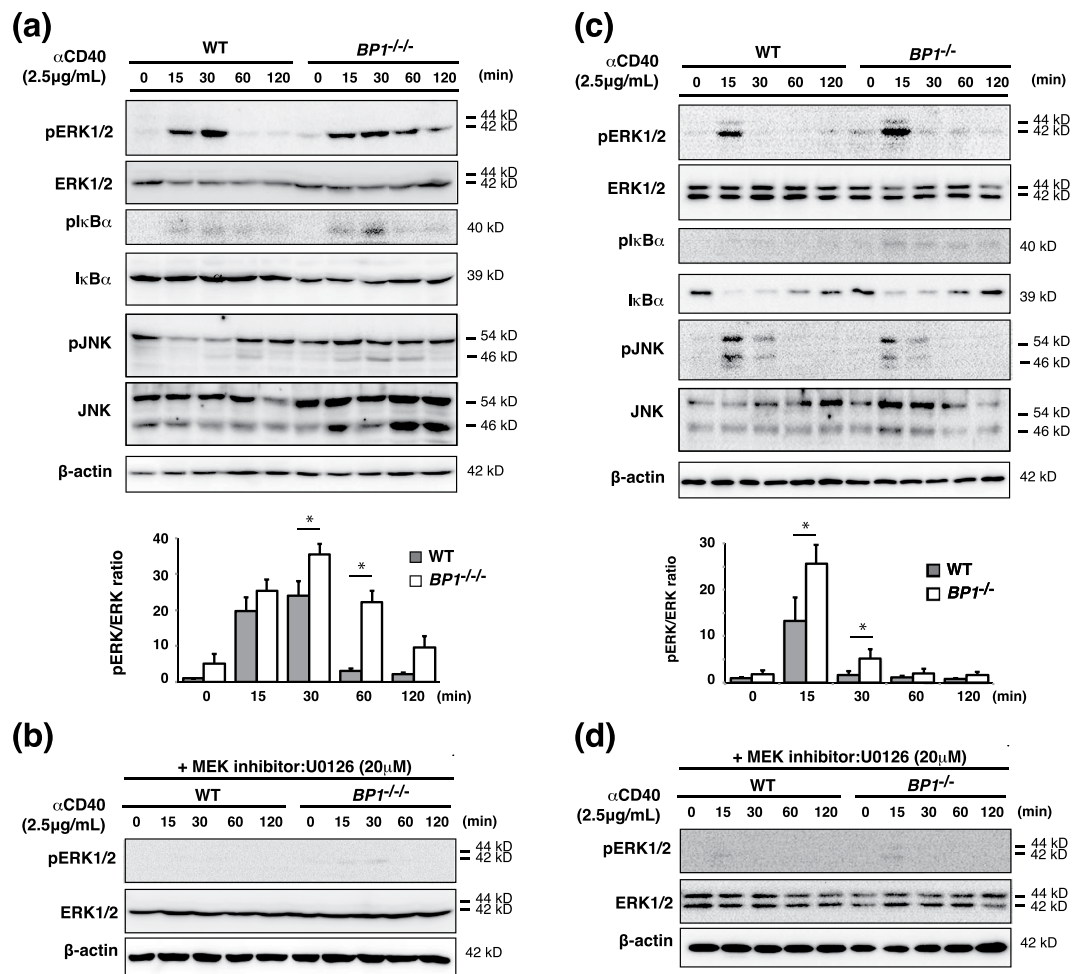 (a)
WT BP1-/-/-
αCD40
(2.5µg/mL)
0 15 30 60 120 0 15 30 60 120 (min)
pERK1/2
44 kD
42 kD
ERK1/2
44 kD
42 kD
pIκBα
40 kD
IκBα
α
39 kD
pJNK
54 kD
46 kD
JNK
54 kD
46 kD
β-actin
42 kD
40
30
20
10
0
pERK/ERK ratio
* *
WT
BP1-/-/-
0 15 30 60 120 (min)
(b)
+ MEK inhibitor:U0126 (20µM)
WT BP1-/-/-
αCD40
(2.5µg/mL)
0 15 30 60 120 0 15 30 60 120 (min)
pERK1/2
44 kD
42 kD
ERK1/2
44 kD
42 kD
β-actin
42 kD
(c)
WT BP1-/-
αCD40
(2.5µg/mL)
0 15 30 60 120 0 15 30 60 120 (min)
pERK1/2
44 kD
42 kD
ERK1/2
44 kD
42 kD
pIκBα
40 kD
IκBα
39 kD
pJNK
54 kD
46 kD
JNK
54 kD
46 kD
β-actin
42 kD
30
20
10
0
pERK/ERK ratio
* *
WT
BP1-/-
0 15 30 60 120 (min)
(d)
+ MEK inhibitor:U0126 (20µM)
WT BP1-/-
αCD40
(2.5µg/mL)
0 15 30 60 120 0 15 30 60 120 (min)
pERK1/2
44 kD
42 kD
ERK1/2
44 kD
42 kD
β-actin
42 kD